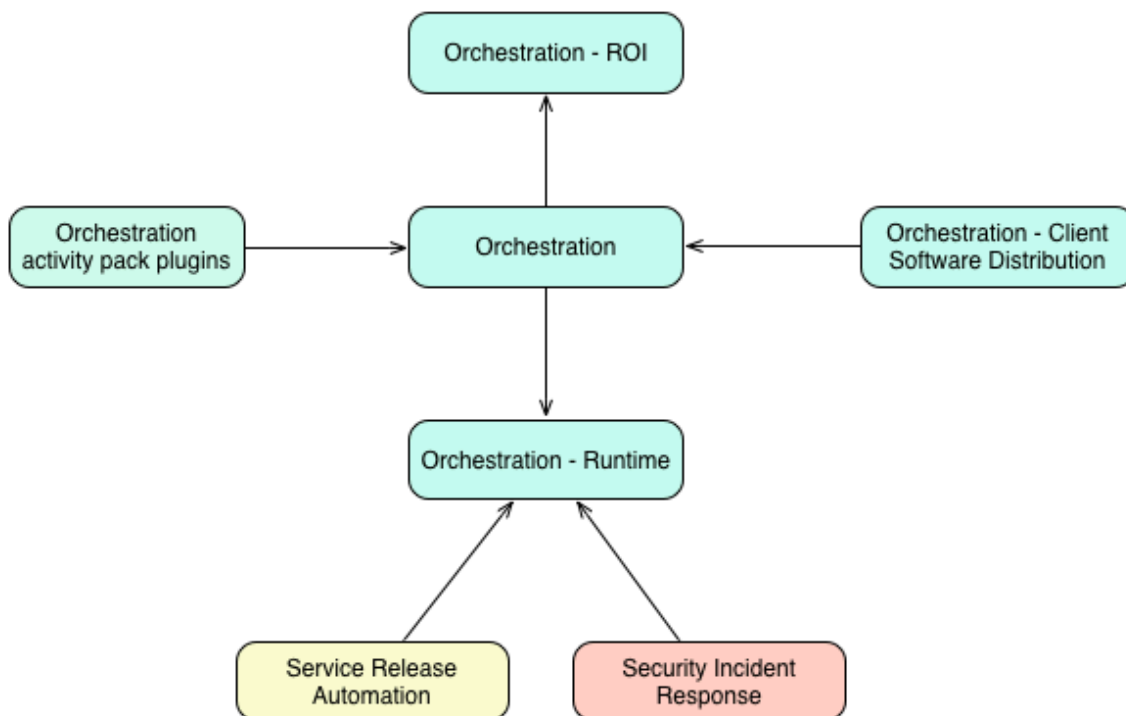 Orchestration - ROI
Orchestration
activity pack plugins
Orchestration
Orchestration - Client
Software Distribution
Orchestration - Runtime
Service Release
Automation
Security Incident
Response